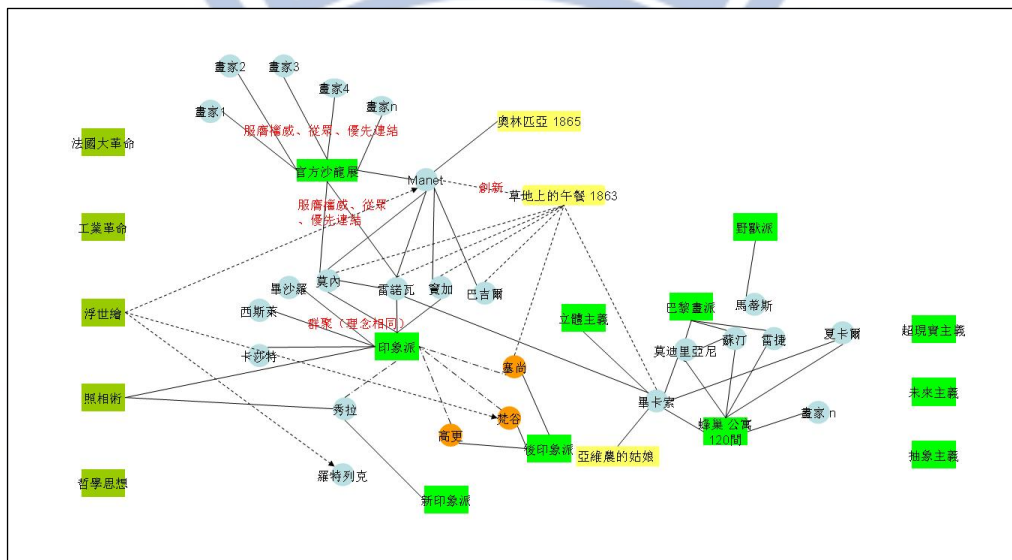 畫家2
畫家3
畫家4
畫家n
畫家1
服膺權威、從眾、優先連結
法國大革命
官方沙龍展
奧林匹亞 1865
Manet
創新
草地上的午餐 1863
服膺權威、從眾
、優先連結
工業革命
野獸派
畢沙羅
莫內
雷諾瓦
竇加
巴吉爾
馬蒂斯
浮世繪
西斯萊
群聚（理念相同）
立體主義
巴黎畫派
夏卡爾
超現實主義
印象派
卡莎特
塞尚
莫迪里亞尼
蘇汀
雷捷
照相術
秀拉
畢卡索
未來主義
梵谷
蜂巢 公寓
120間
畫家 n
高更
後印象派
亞維農的姑娘
抽象主義
哲學思想
羅特列克
新印象派